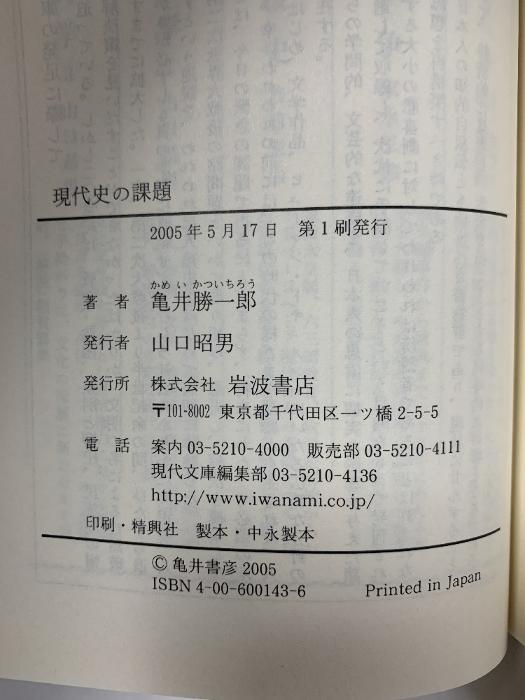 現代史の課題
2005年5月17日 第1刷発行
かめ い かついちろう
著者 亀井勝一郎
発行者 山口昭男
発行所 株式会社 岩波書店
〒101-8002 東京都千代田区一ツ橋2-5-5
電話 案内 03-5210-4000 販売部 03-5210-4111
現代文庫編集部 03-5210-4136
http://www.iwanami.co.jp/
印刷・精興社 製本・中永製本
© 亀井書彦 2005
ISBN 4-00-600143-6 Printed in Japan